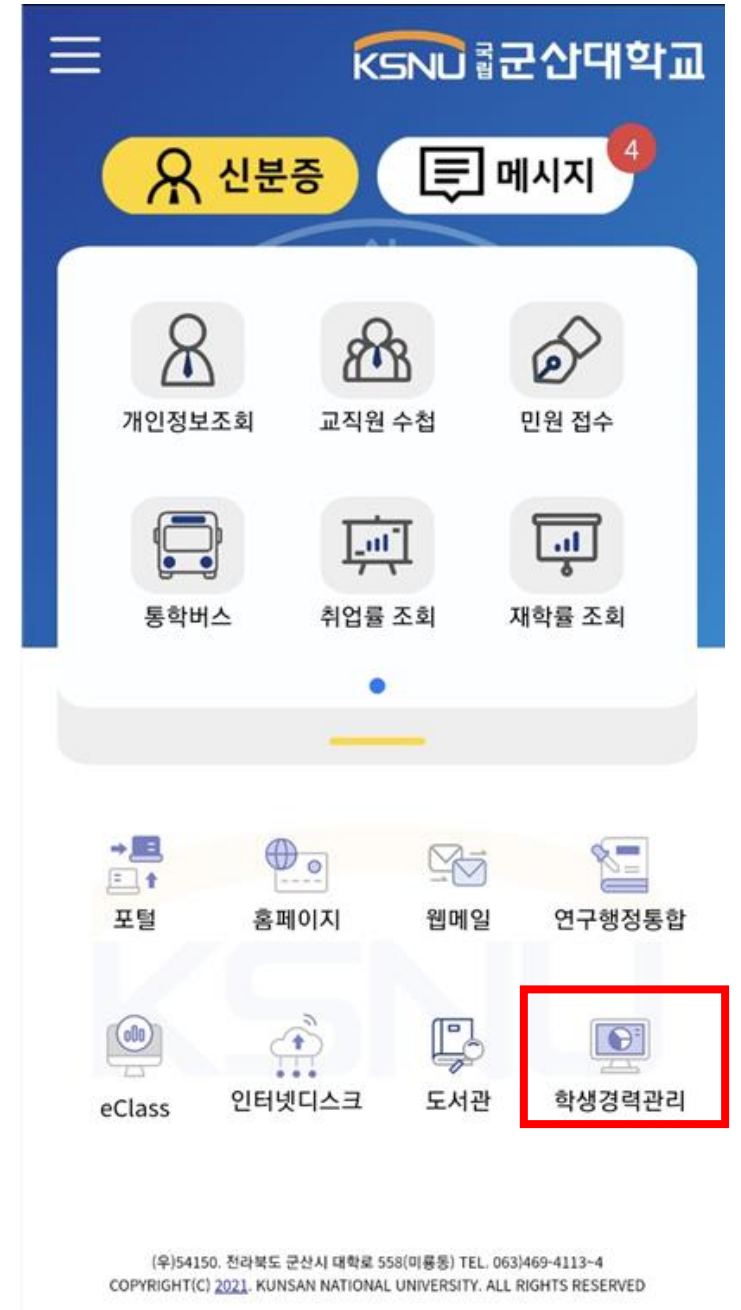 KSNU 국립 군산대학교
신분증 메시지 4
개인정보조회 교직원 수첩 민원 접수
통학버스 취업률 조회 재학률 조회
포털 홈페이지 웹메일 연구행정통합
KSNU
eClass 인터넷디스크 도서관 학생경력관리
(우)54150. 전라북도 군산시 대학로 558(미룡동) TEL. 063)469-4113~4
COPYRIGHT(C) 2021. KUNSAN NATIONAL UNIVERSITY. ALL RIGHTS RESERVED